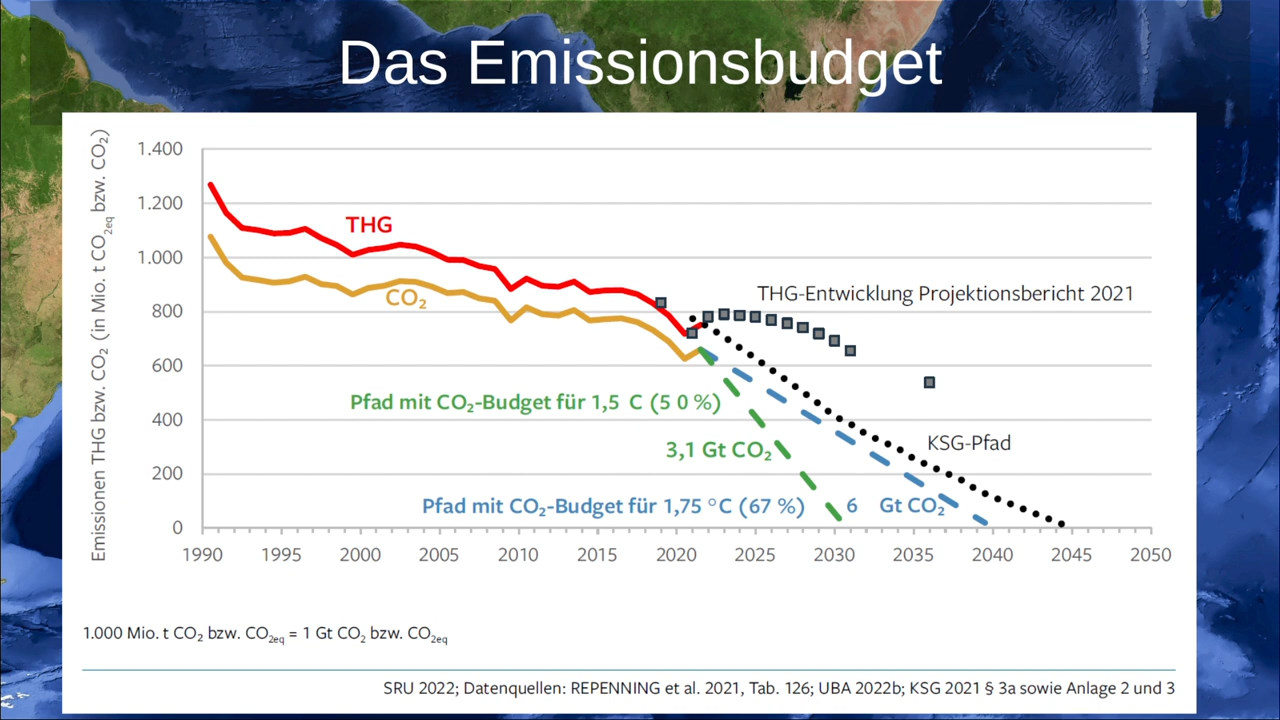 Das Emissionsbudget
Emissionen THG bzw. CO₂ (in Mio. t CO₂eq bzw. CO₂)
1.400
1.200
1.000
800
600
400
200
0
THG
CO₂
THG-Entwicklung Projektionsbericht 2021
Pfad mit CO₂-Budget für 1,5 C (5 0 %)
3,1 Gt CO₂
KSG-Pfad
Pfad mit CO₂-Budget für 1,75 °C (67 %)
6 Gt CO₂
1990 1995 2000 2005 2010 2015 2020 2025 2030 2035 2040 2045 2050
1.000 Mio. t CO₂ bzw. CO₂eq = 1 Gt CO₂ bzw. CO₂eq
SRU 2022; Datenquellen: REPENNING et al. 2021, Tab. 126; UBA 2022b; KSG 2021 § 3a sowie Anlage 2 und 3